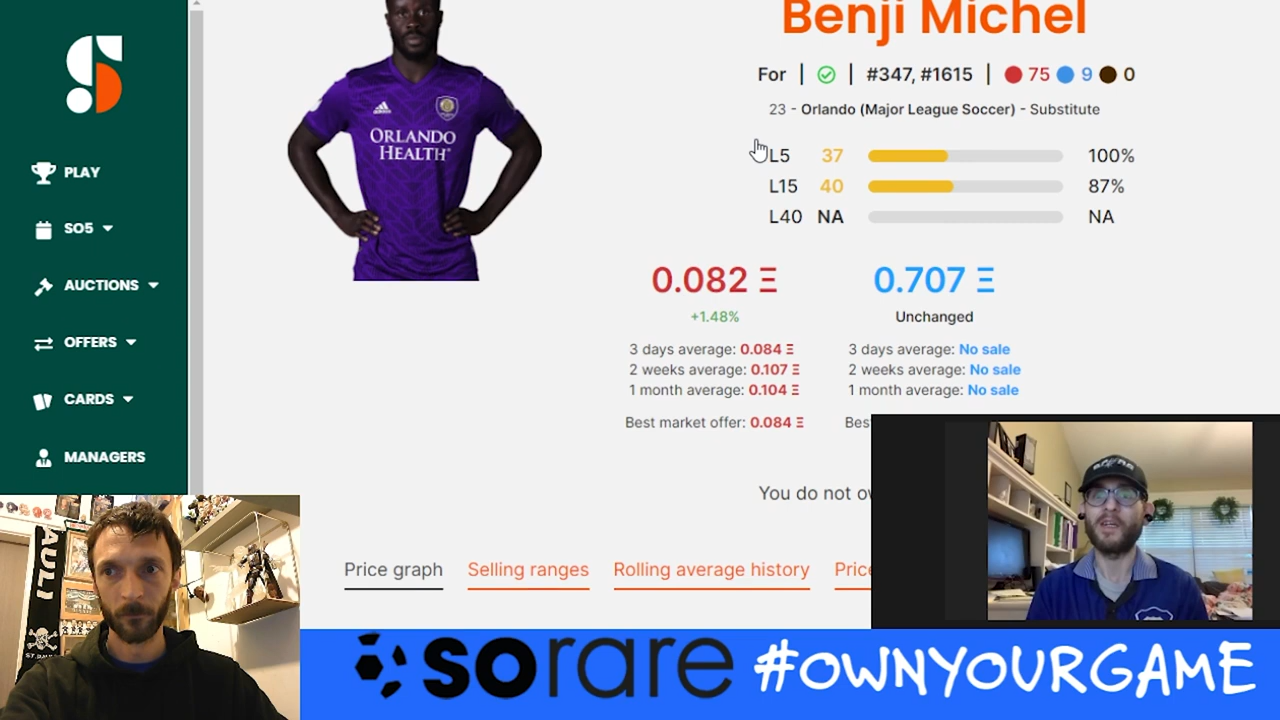 Benji Michel
For | | #347, #1615 | 75 9 0
23 - Orlando (Major League Soccer) - Substitute
L5 37 100%
L15 40 87%
L40 NA NA
0.082 Ξ 0.707 Ξ
+1.48% Unchanged
3 days average: 0.084 Ξ 3 days average: No sale
2 weeks average: 0.107 Ξ 2 weeks average: No sale
1 month average: 0.104 Ξ 1 month average: No sale
Best market offer: 0.084 Ξ Bes
You do not ow
Price graph Selling ranges Rolling average history Price
PLAY
SO5
AUCTIONS
OFFERS
CARDS
MANAGERS
ORLANDO
HEALTH
AULI
sorare #OWNYOURGAME